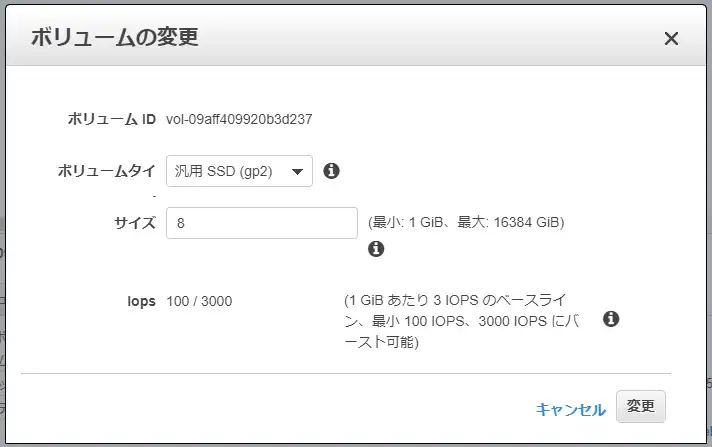 ボリュームの変更
ボリューム ID vol-09aff409920b3d237
ボリュームタイ 汎用 SSD (gp2)
サイズ 8 (最小: 1 GiB、最大: 16384 GiB)
Iops 100 / 3000 (1 GiB あたり 3 IOPS のベースライ
ン、最小 100 IOPS、3000 IOPS にバ
ースト可能)
キャンセル 変更